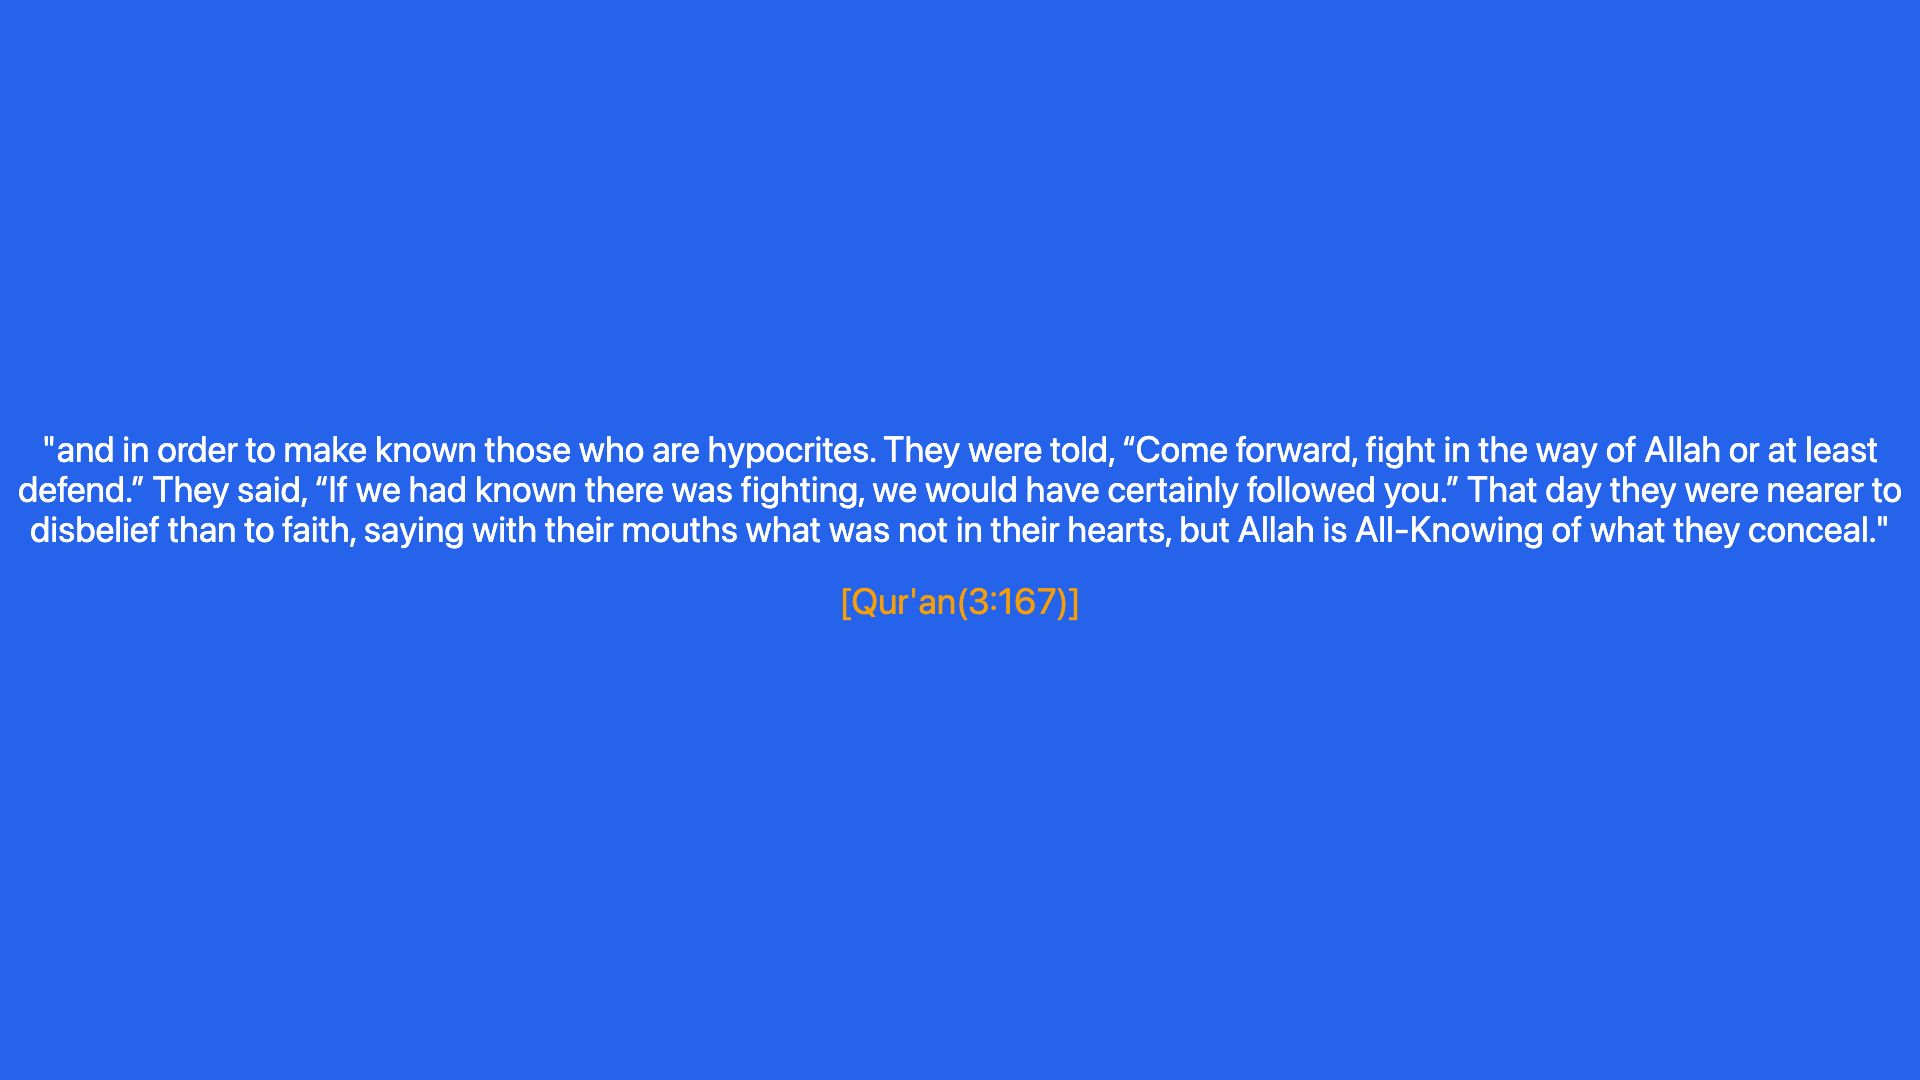 "and in order to make known those who are hypocrites. They were told, “Come forward, fight in the way of Allah or at least
defend.” They said, “If we had known there was fighting, we would have certainly followed you.” That day they were nearer to
disbelief than to faith, saying with their mouths what was not in their hearts, but Allah is All-Knowing of what they conceal."
[Qur'an(3:167)]